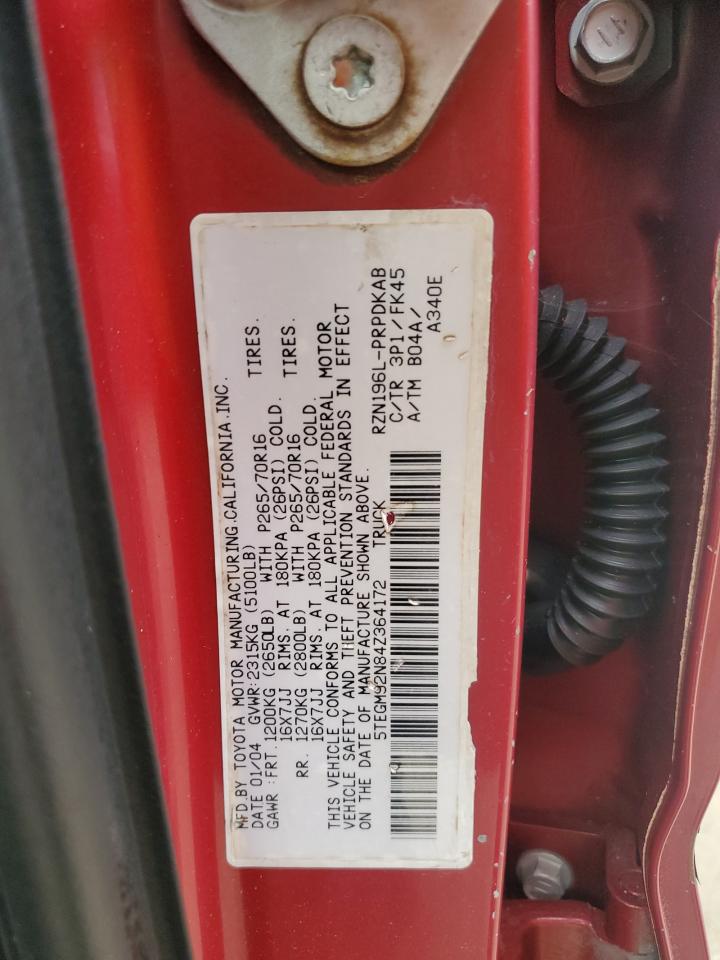 MFD.BY TOYOTA MOTOR MANUFACTURING.CALIFORNIA.INC.
DATE 01/04 GVWR:2315KG (5100LB)
GAWR :FRT.1200KG (2650LB) WITH P265/70R16 TIRES.
16X7JJ RIMS. AT 180KPA (26PSI) COLD.
RR. 1270KG (2800LB) WITH P265/70R16 TIRES.
16X7JJ RIMS. AT 180KPA (26PSI) COLD.
THIS VEHICLE CONFORMS TO ALL APPLICABLE FEDERAL MOTOR
VEHICLE SAFETY AND THEFT PREVENTION STANDARDS IN EFFECT
ON THE DATE OF MANUFACTURE SHOWN ABOVE.
5TEGM92N84Z364172 TRUCK
RZN196L-PRPDKAB
C/TR 3P1/FK45
A/TM B04A/
A340E